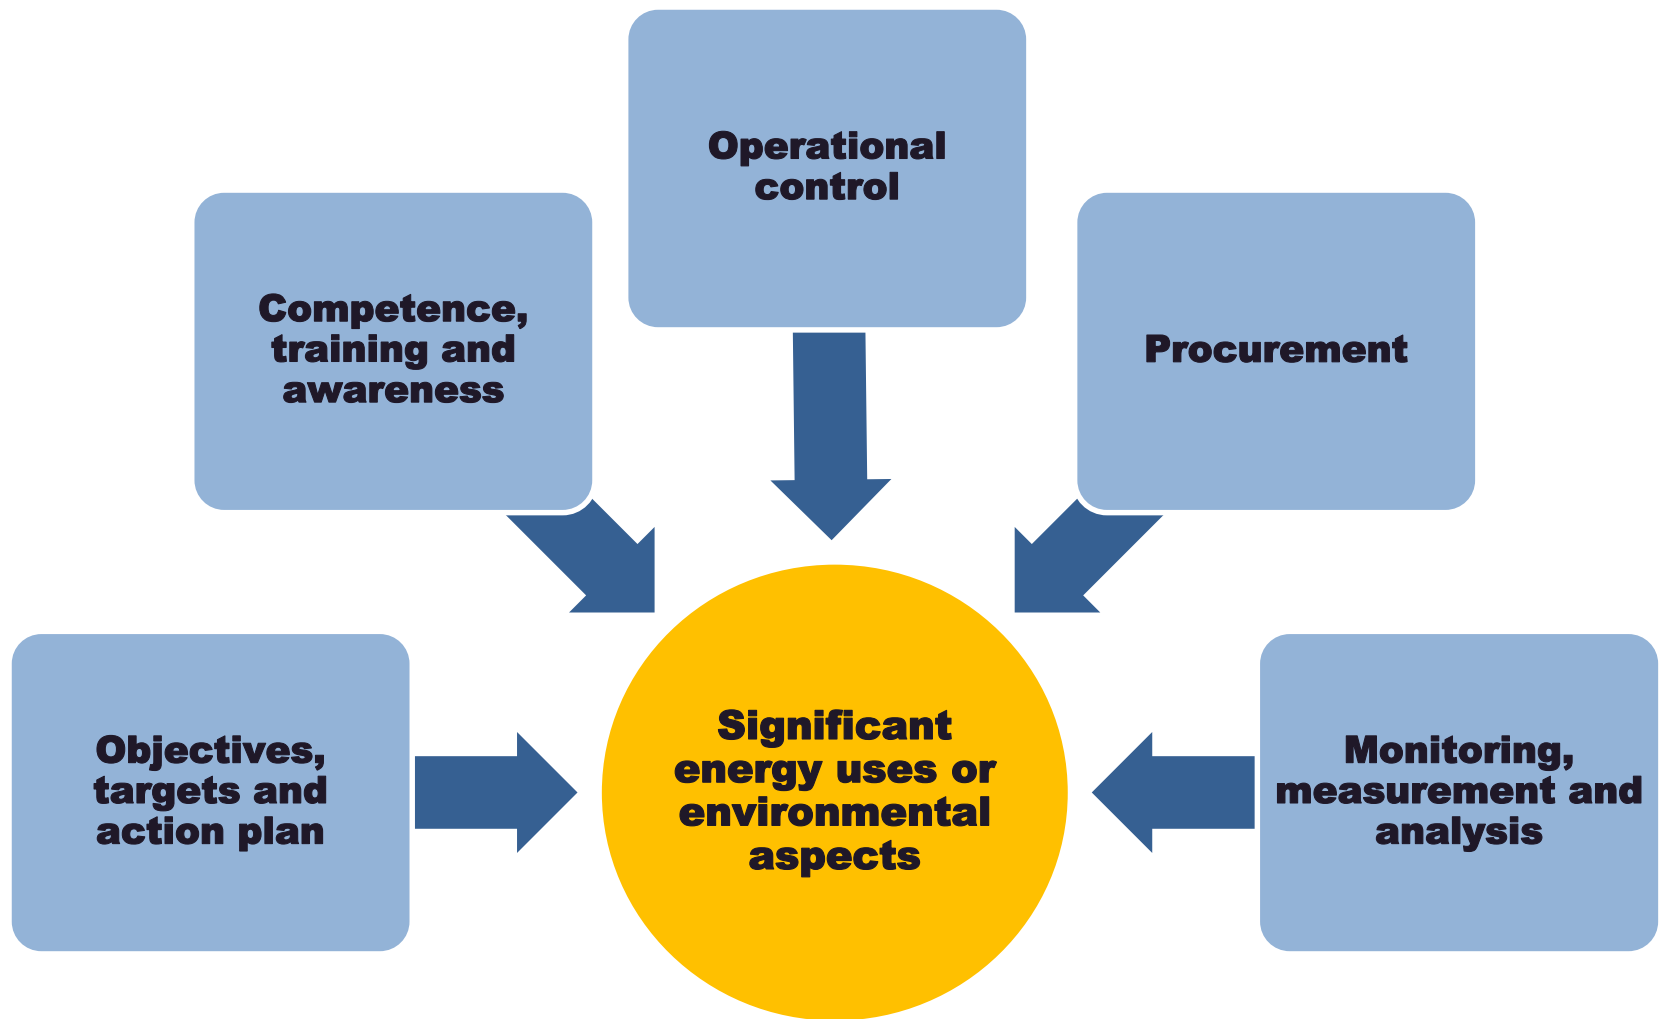 Operational
control
Competence,
training and
awareness
Procurement
Objectives,
targets and
action plan
Significant
energy uses or
environmental
aspects
Monitoring,
measurement and
analysis